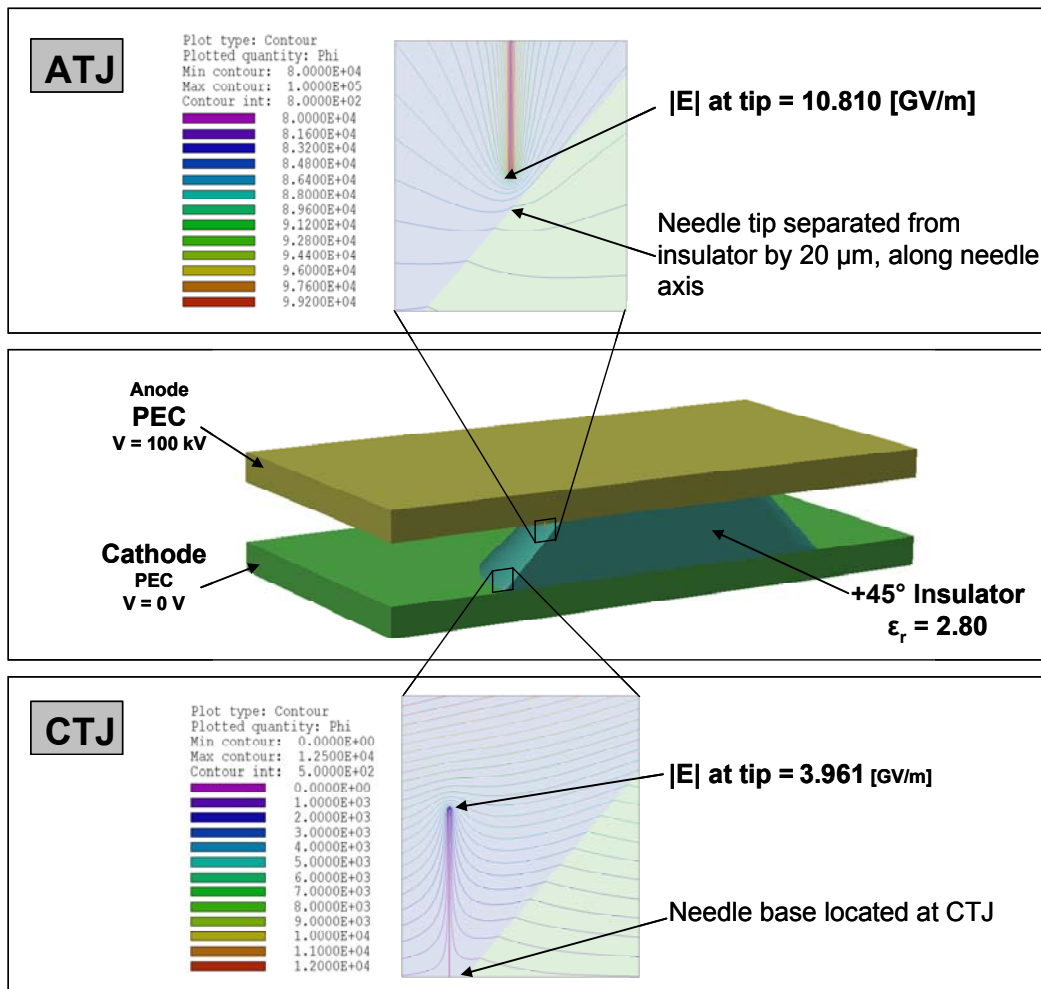 ATJ
Plot type: Contour
Plotted quantity: Phi
Min contour: 8.0000E+04
Max contour: 1.0000E+05
Contour int: 8.0000E+02
8.0000E+04
8.1600E+04
8.3200E+04
8.4800E+04
8.6400E+04
8.8000E+04
8.9600E+04
9.1200E+04
9.2800E+04
9.4400E+04
9.6000E+04
9.7600E+04
9.9200E+04
|E| at tip = 10.810 [GV/m]
Needle tip separated from
insulator by 20 µm, along needle
axis
Anode
PEC
V = 100 kV
Cathode
PEC
V = 0 V
+45° Insulator
εr = 2.80
CTJ
Plot type: Contour
Plotted quantity: Phi
Min contour: 0.0000E+00
Max contour: 1.2500E+04
Contour int: 5.0000E+02
0.0000E+00
1.0000E+03
2.0000E+03
3.0000E+03
4.0000E+03
5.0000E+03
6.0000E+03
7.0000E+03
8.0000E+03
9.0000E+03
1.0000E+04
1.1000E+04
1.2000E+04
|E| at tip = 3.961 [GV/m]
Needle base located at CTJ